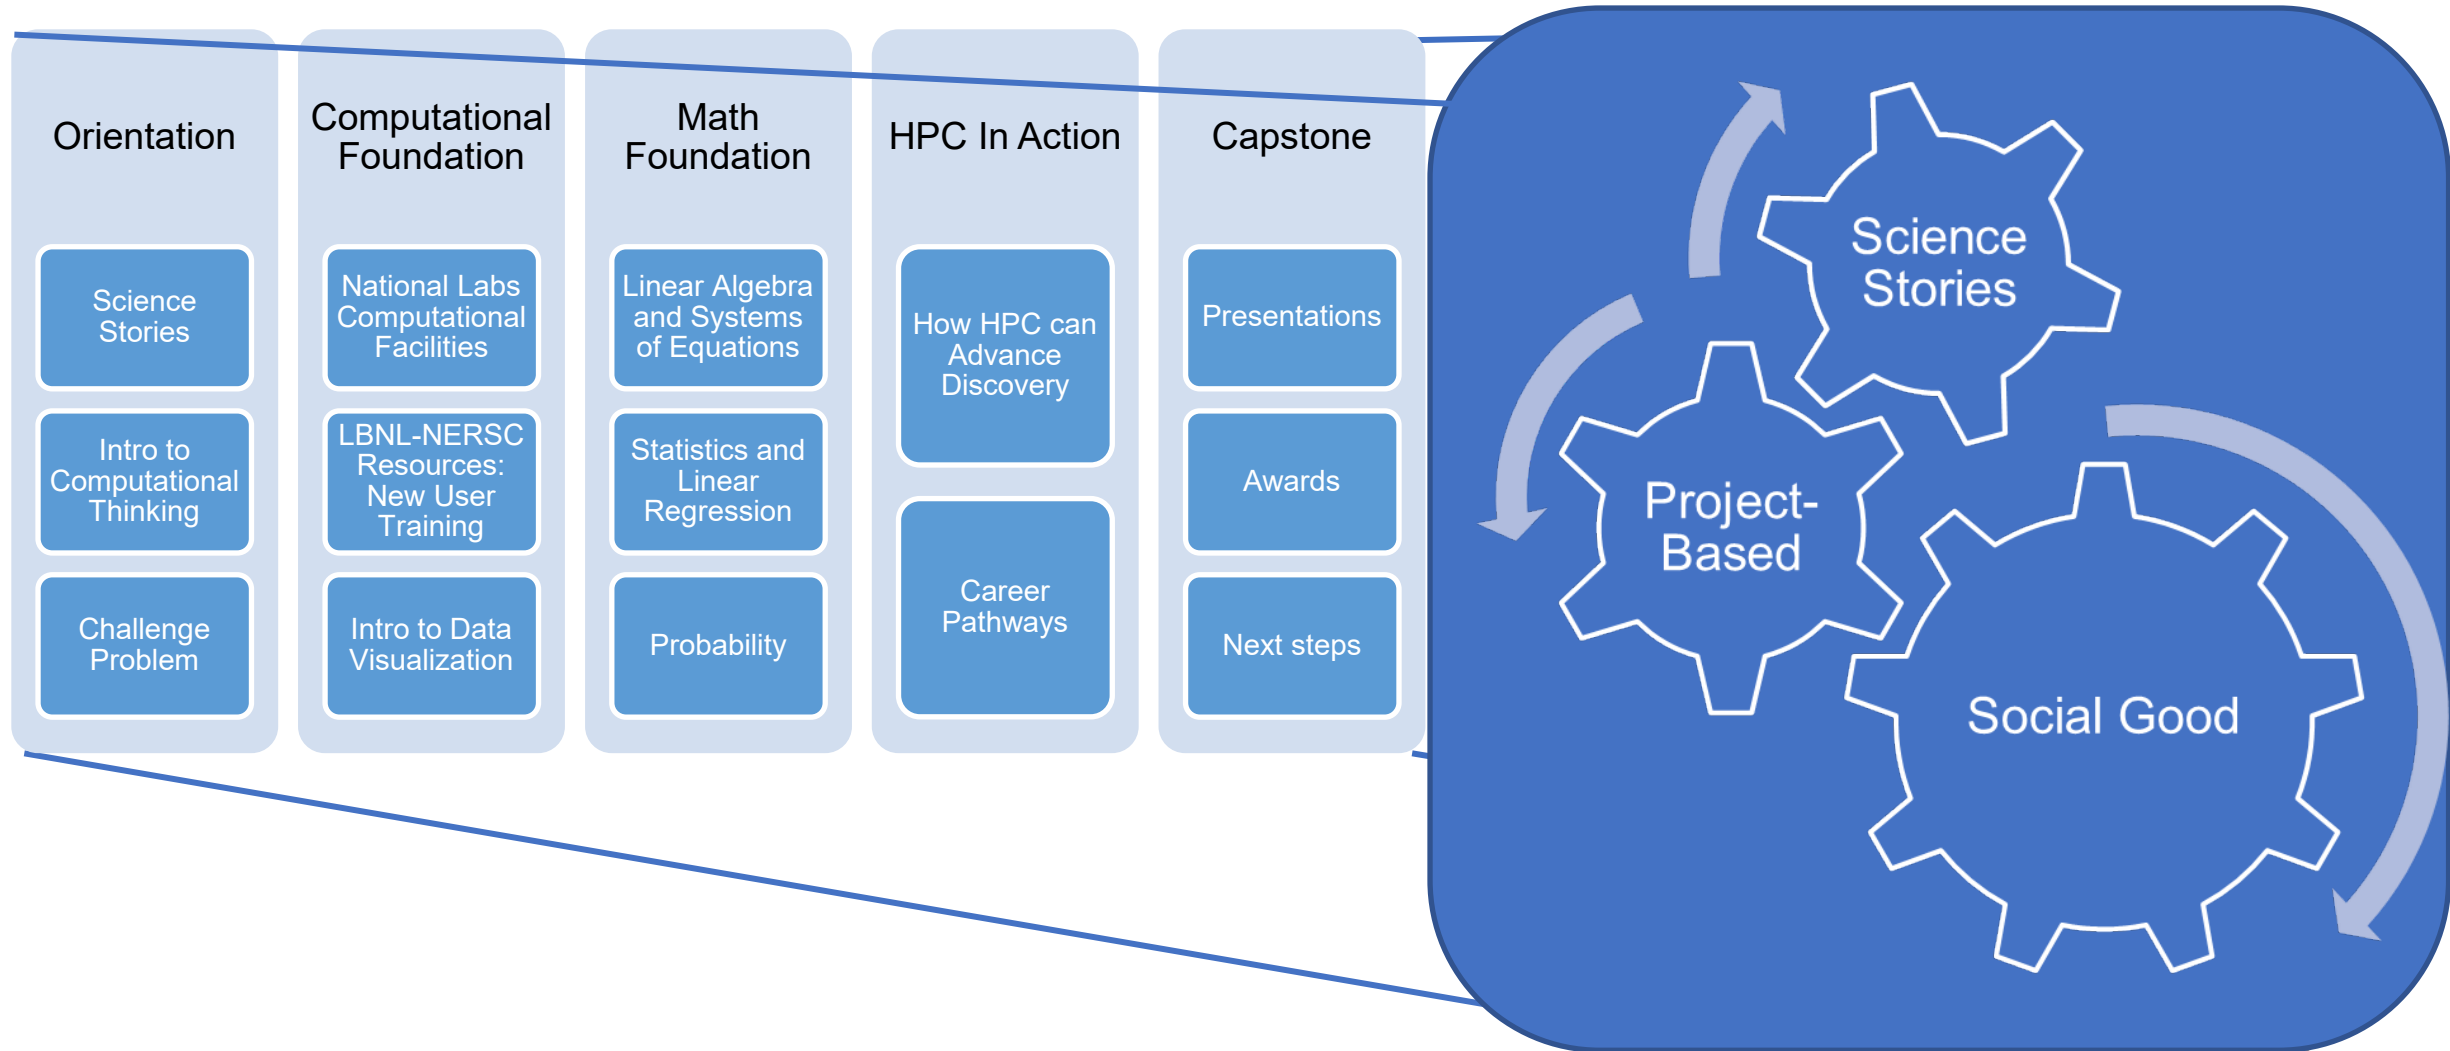 Orientation
Science
Stories
Intro to
Computational
Thinking
Challenge
Problem
Computational
Foundation
National Labs
Computational
Facilities
LBNL-NERSC
Resources:
New User
Training
Intro to Data
Visualization
Math
Foundation
Linear Algebra
and Systems
of Equations
Statistics and
Linear
Regression
Probability
HPC In Action
How HPC can
Advance
Discovery
Career
Pathways
Capstone
Presentations
Awards
Next steps
Science
Stories
Project-
Based
Social Good